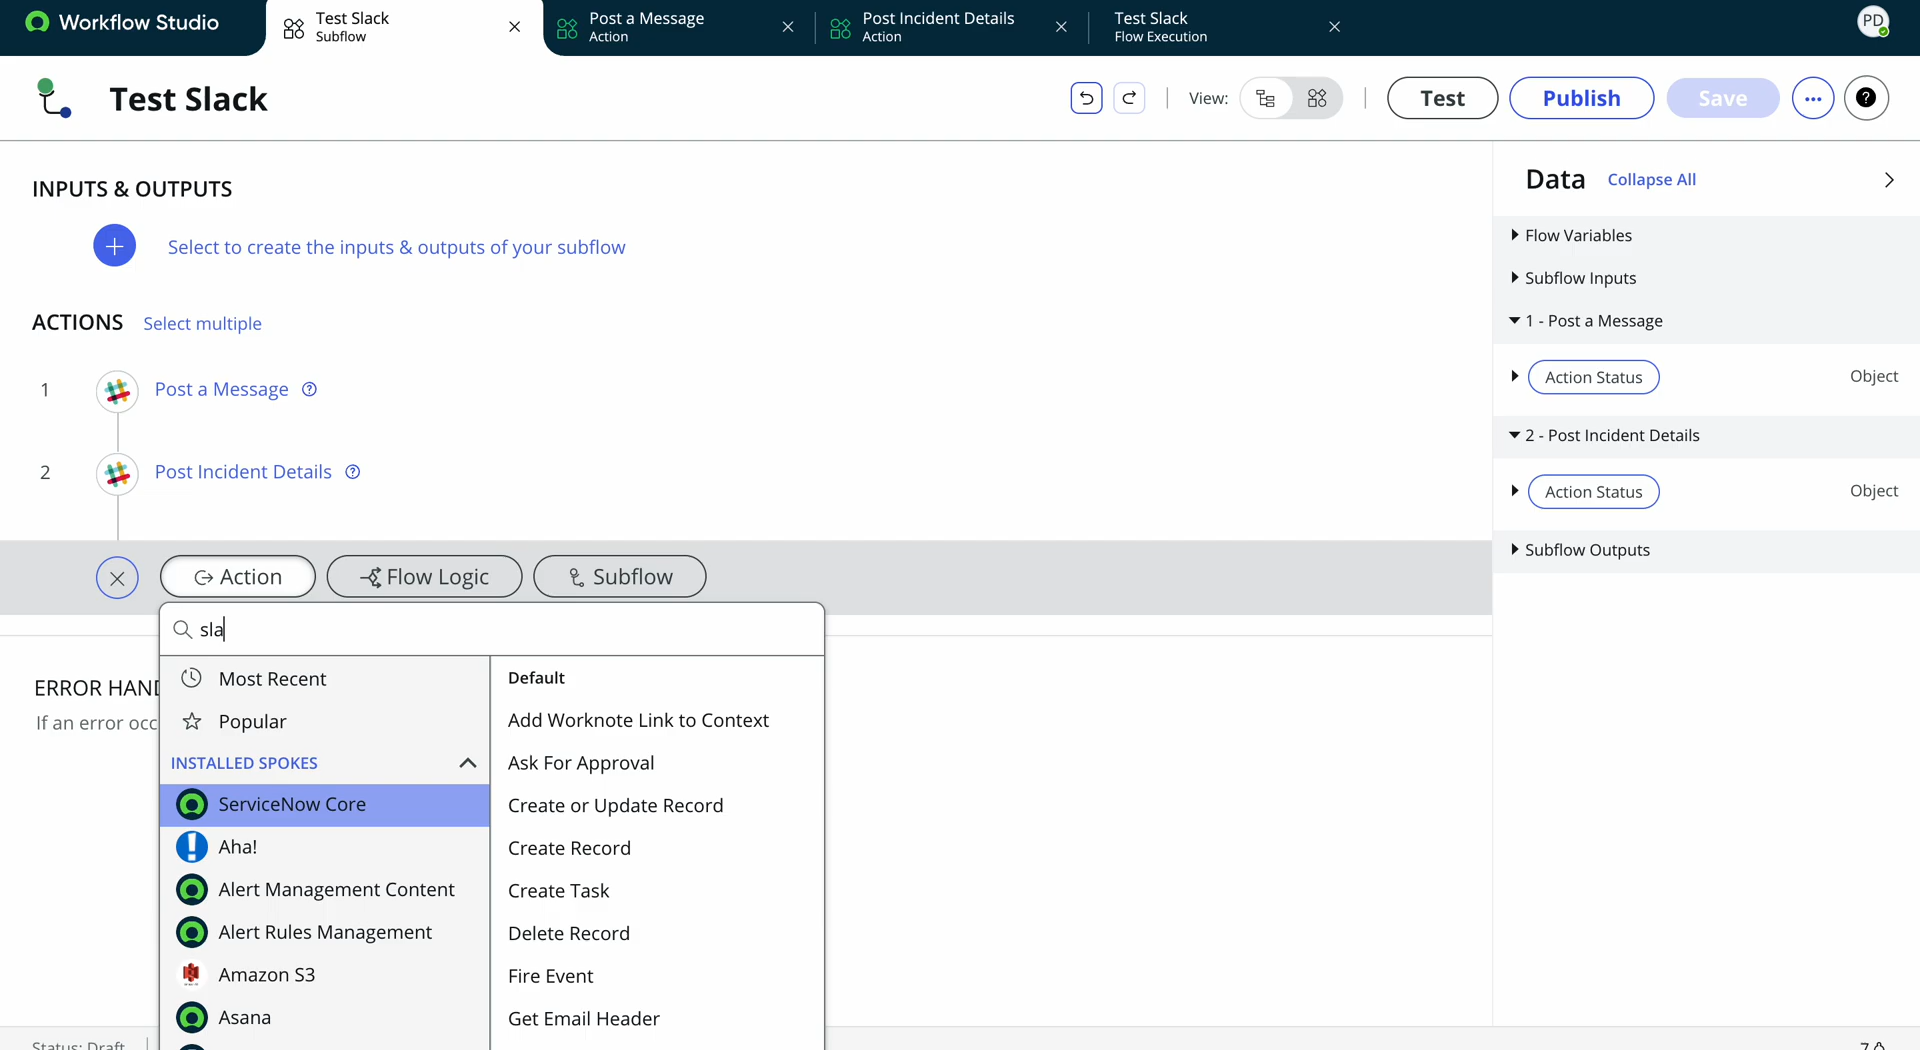 Workflow Studio
Test Slack
Subflow
Post a Message
Action
Post Incident Details
Action
Test Slack
Flow Execution
PD
Test Slack
View:
Test
Publish
Save
INPUTS & OUTPUTS
Select to create the inputs & outputs of your subflow
ACTIONS
Select multiple
1
Post a Message
2
Post Incident Details
Action
Flow Logic
Subflow
sla
Most Recent
Popular
INSTALLED SPOKES
ServiceNow Core
Aha!
Alert Management Content
Alert Rules Management
Amazon S3
Asana
Default
Add Worknote Link to Context
Ask For Approval
Create or Update Record
Create Record
Create Task
Delete Record
Fire Event
Get Email Header
ERROR HAND
If an error occ
Status: Draft
Data
Collapse All
Flow Variables
Subflow Inputs
1 - Post a Message
Action Status
Object
2 - Post Incident Details
Action Status
Object
Subflow Outputs